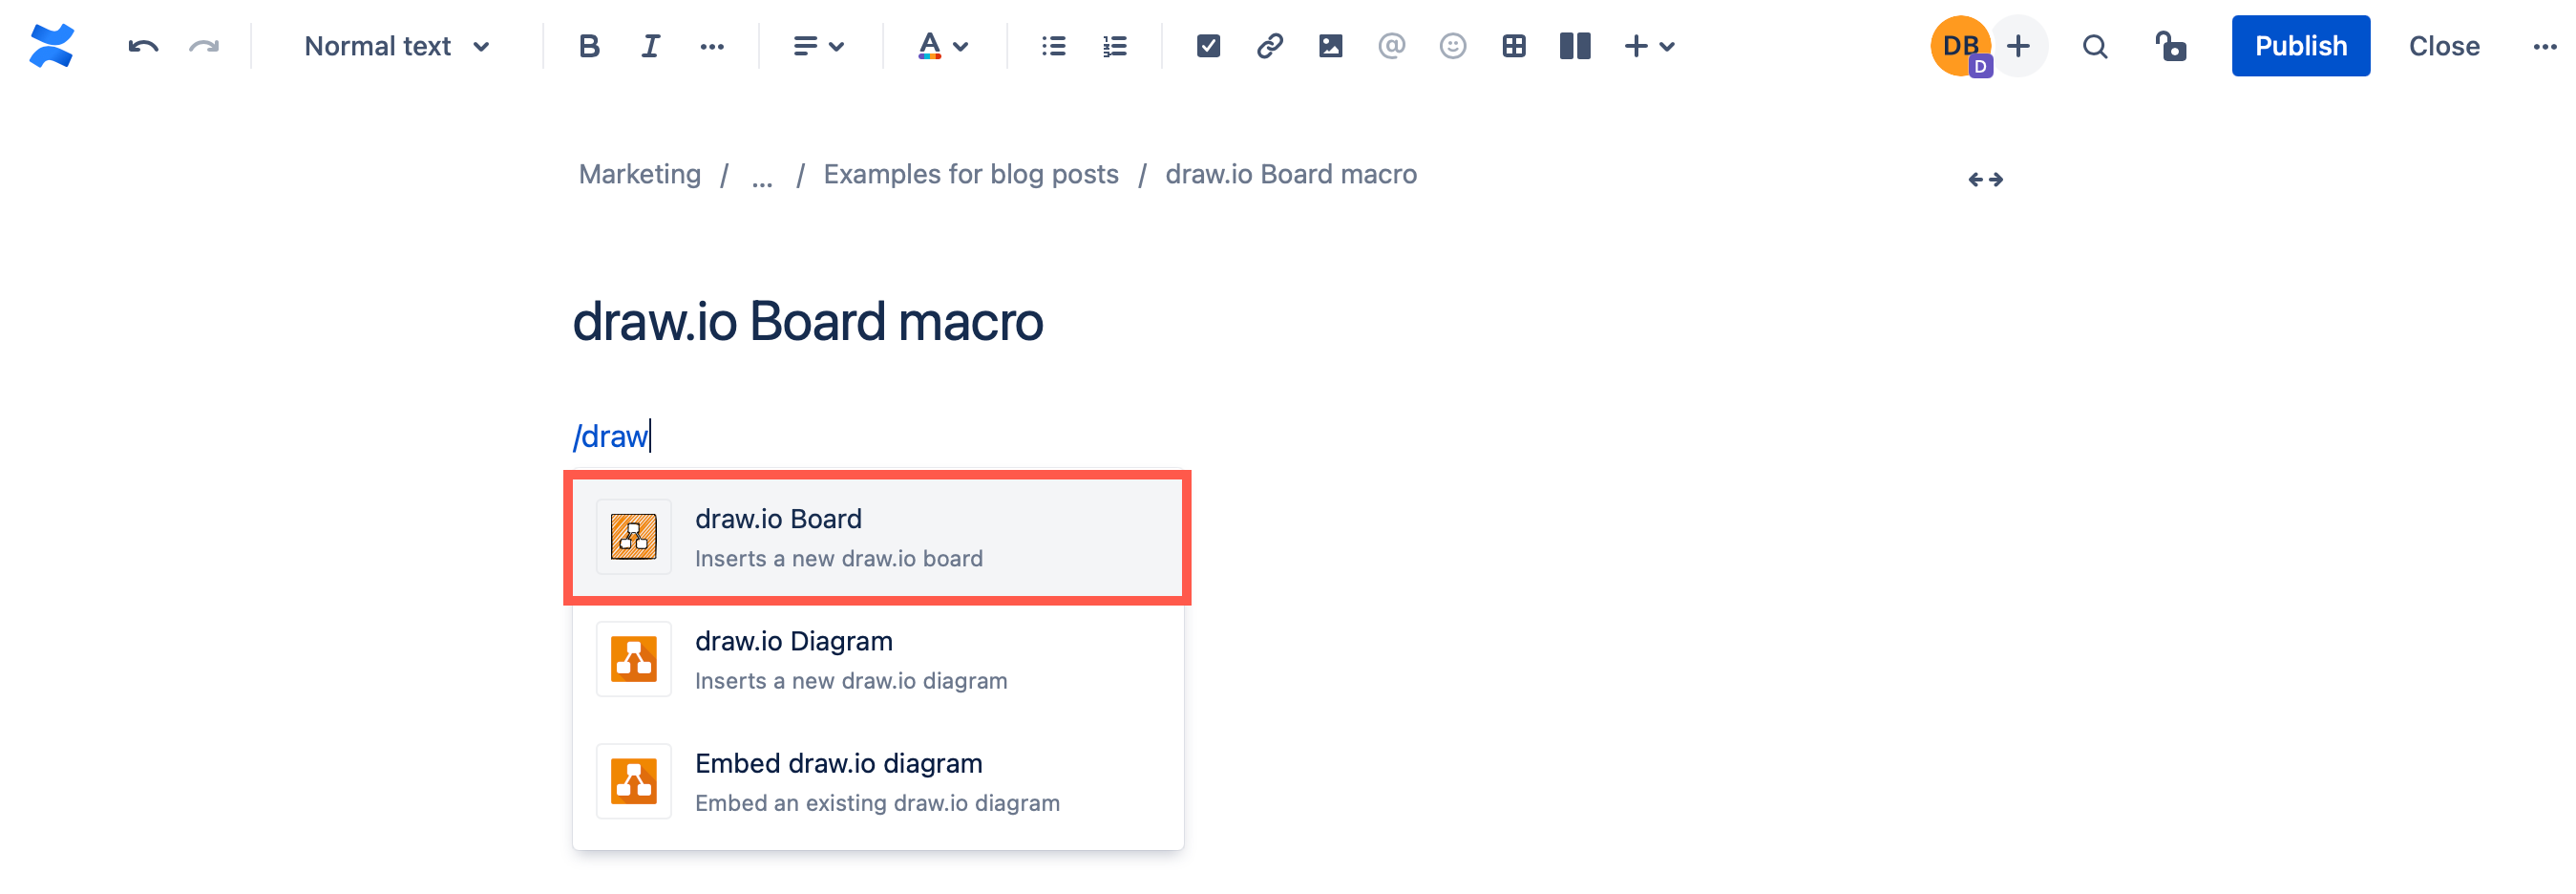 Normal text B I ... A @ DB D Publish Close ...
Marketing / ... / Examples for blog posts / draw.io Board macro
draw.io Board macro
/draw
draw.io Board
Inserts a new draw.io board
draw.io Diagram
Inserts a new draw.io diagram
Embed draw.io diagram
Embed an existing draw.io diagram